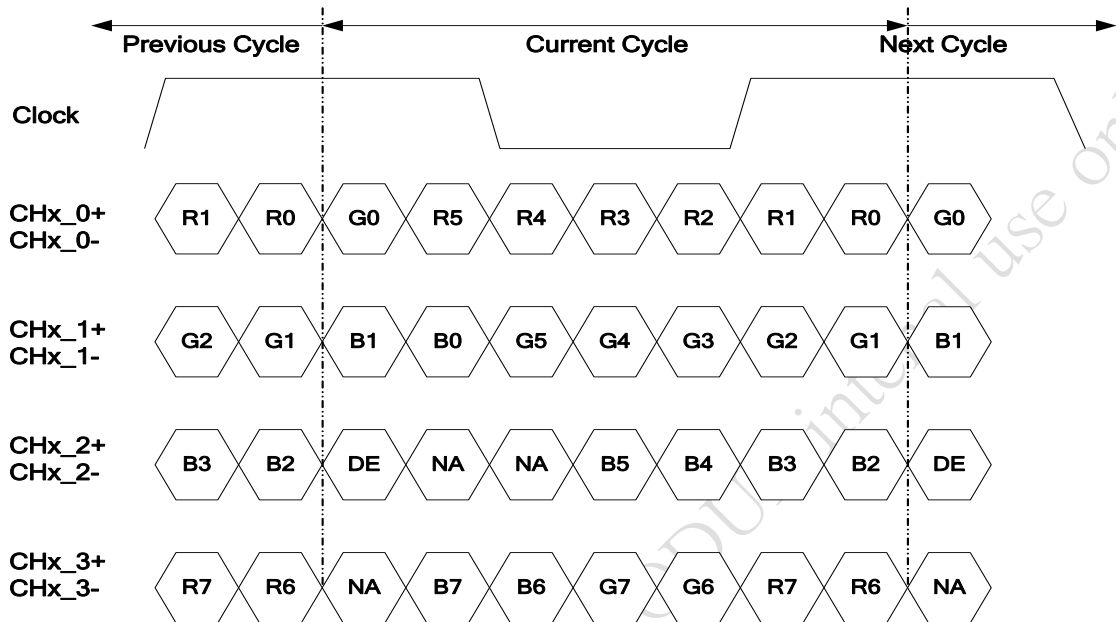 Previous Cycle Current Cycle Next Cycle
Clock
CHx_0+
CHx_0-
R1 R0 G0 R5 R4 R3 R2 R1 R0 G0
CHx_1+
CHx_1-
G2 G1 B1 B0 G5 G4 G3 G2 G1 B1
CHx_2+
CHx_2-
B3 B2 DE NA NA B5 B4 B3 B2 DE
CHx_3+
CHx_3-
R7 R6 NA B7 B6 G7 G6 R7 R6 NA
internal use